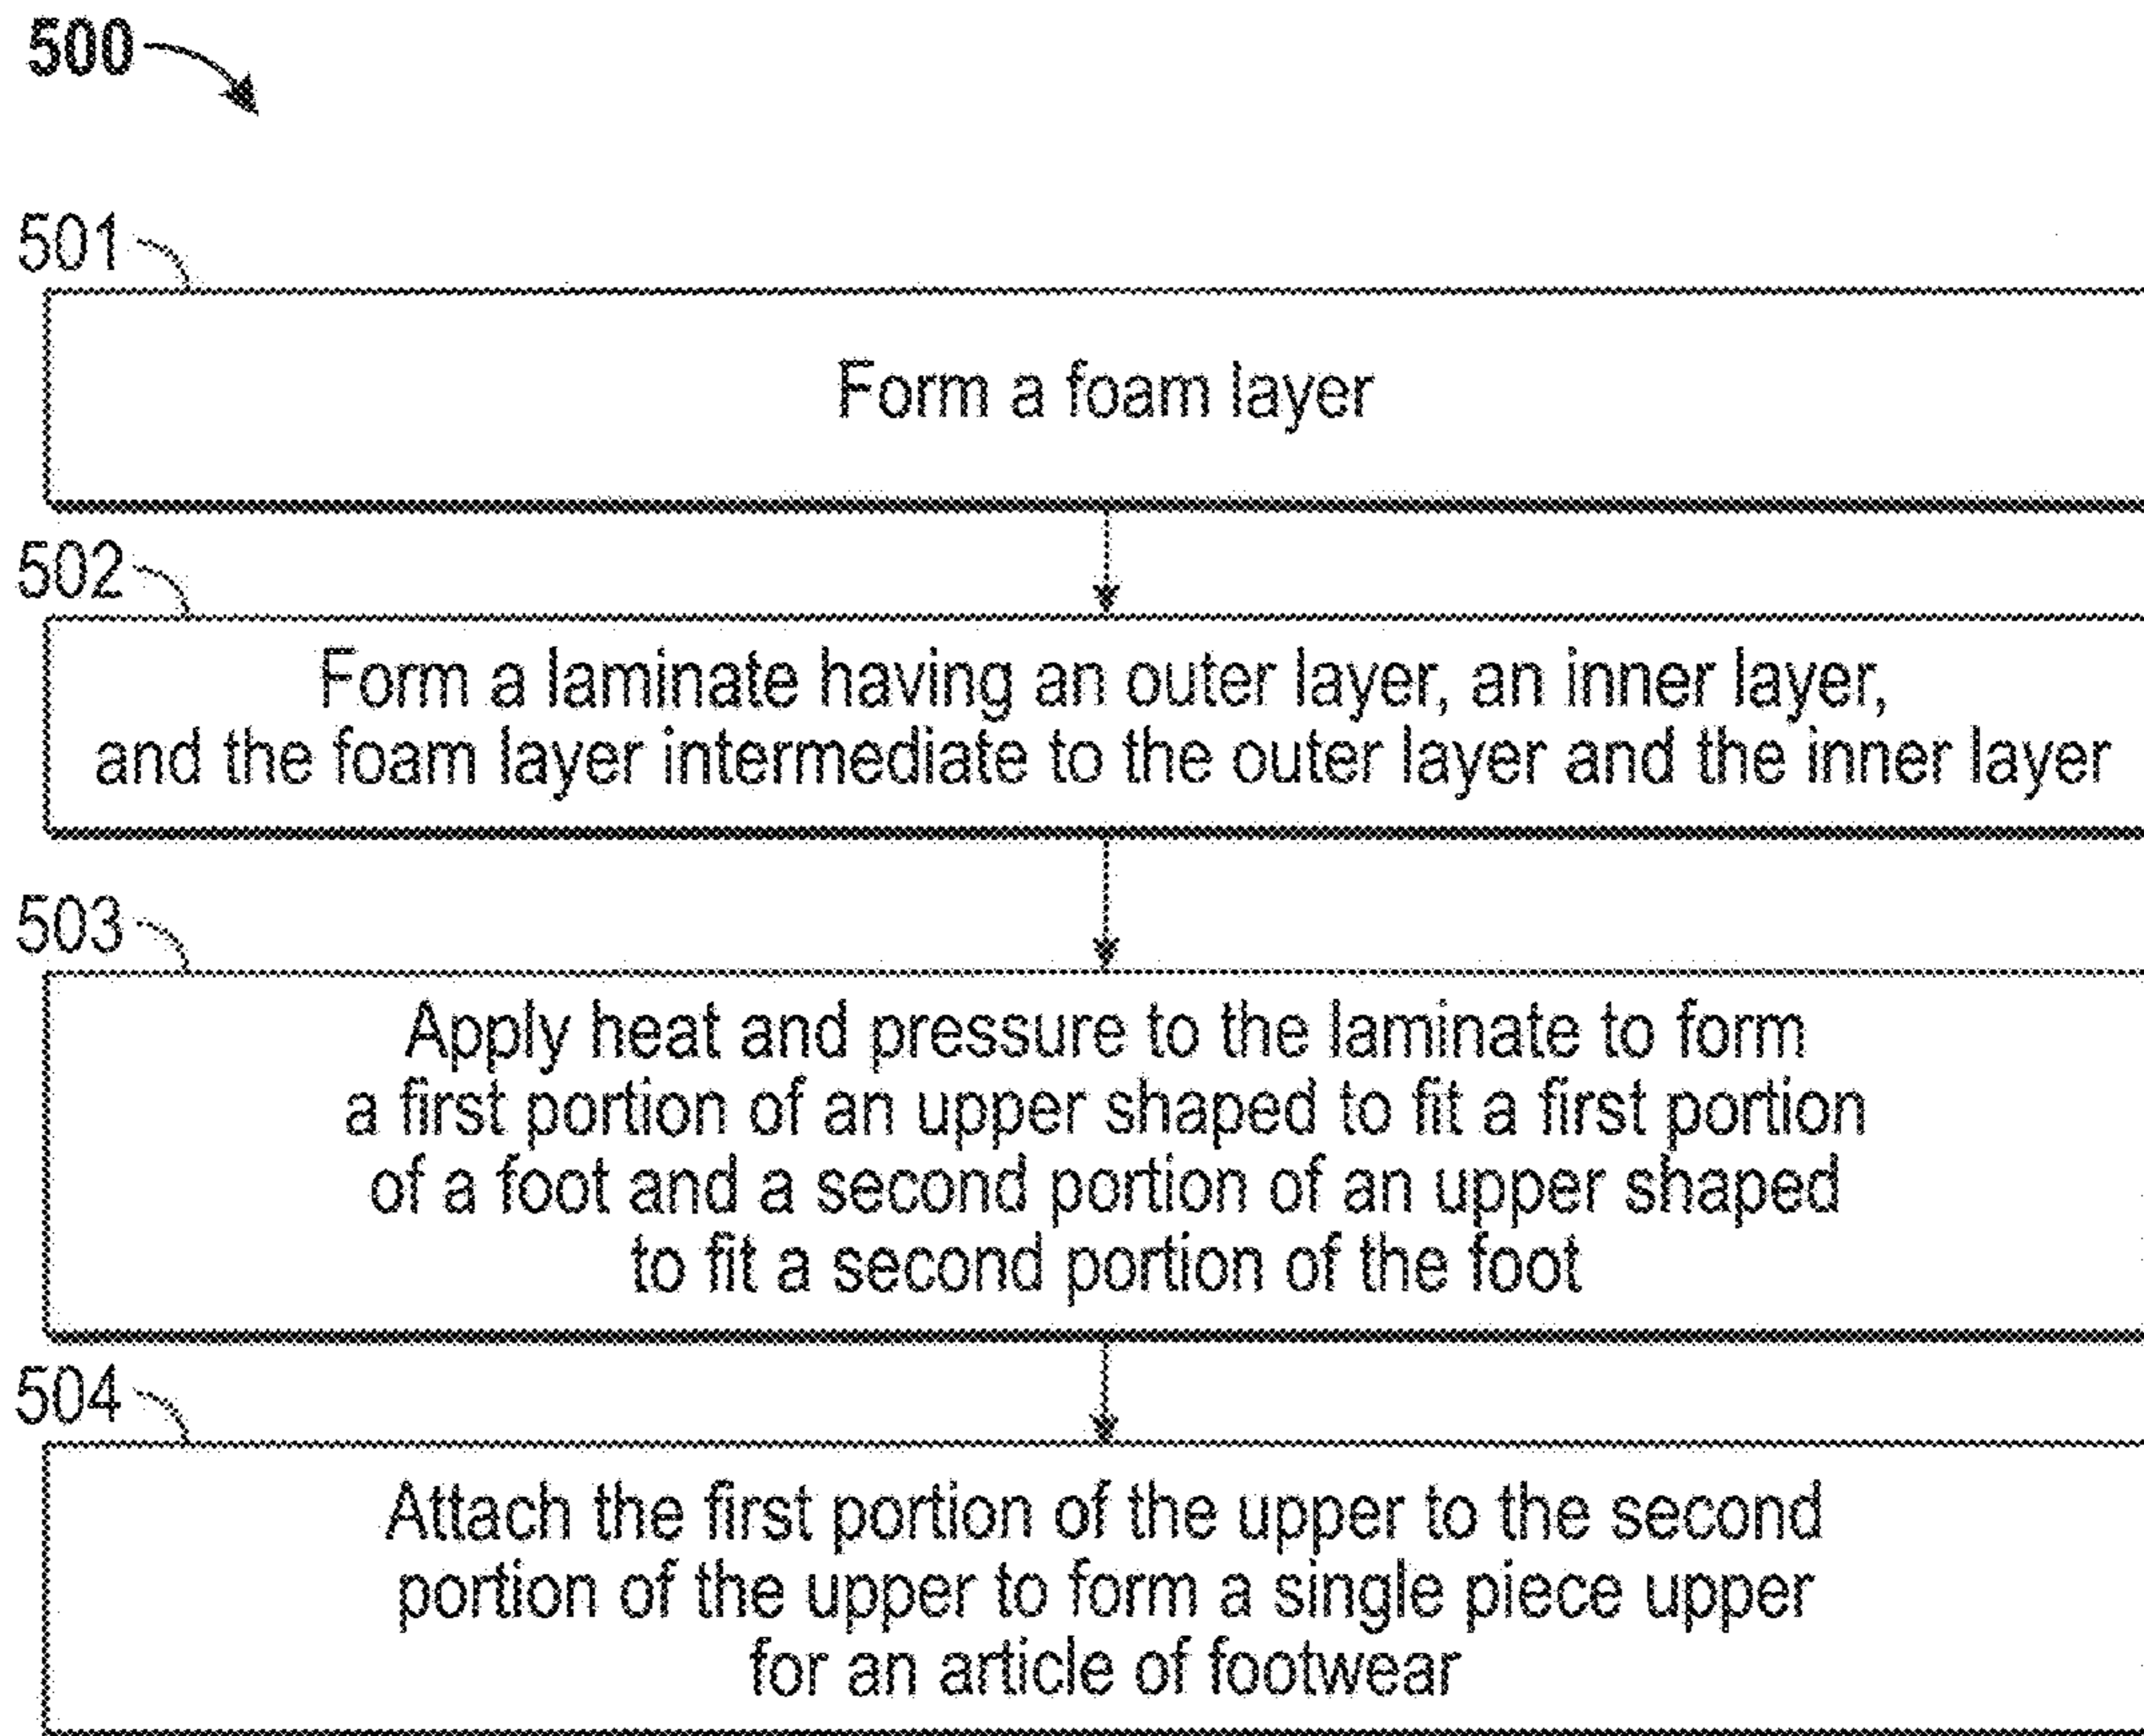 500
501
Form a foam layer
502
Form a laminate having an outer layer, an inner layer,
and the foam layer intermediate to the outer layer and the inner layer
503
Apply heat and pressure to the laminate to form
a first portion of an upper shaped to fit a first portion
of a foot and a second portion of an upper shaped
to fit a second portion of the foot
504
Attach the first portion of the upper to the second
portion of the upper to form a single piece upper
for an article of footwear